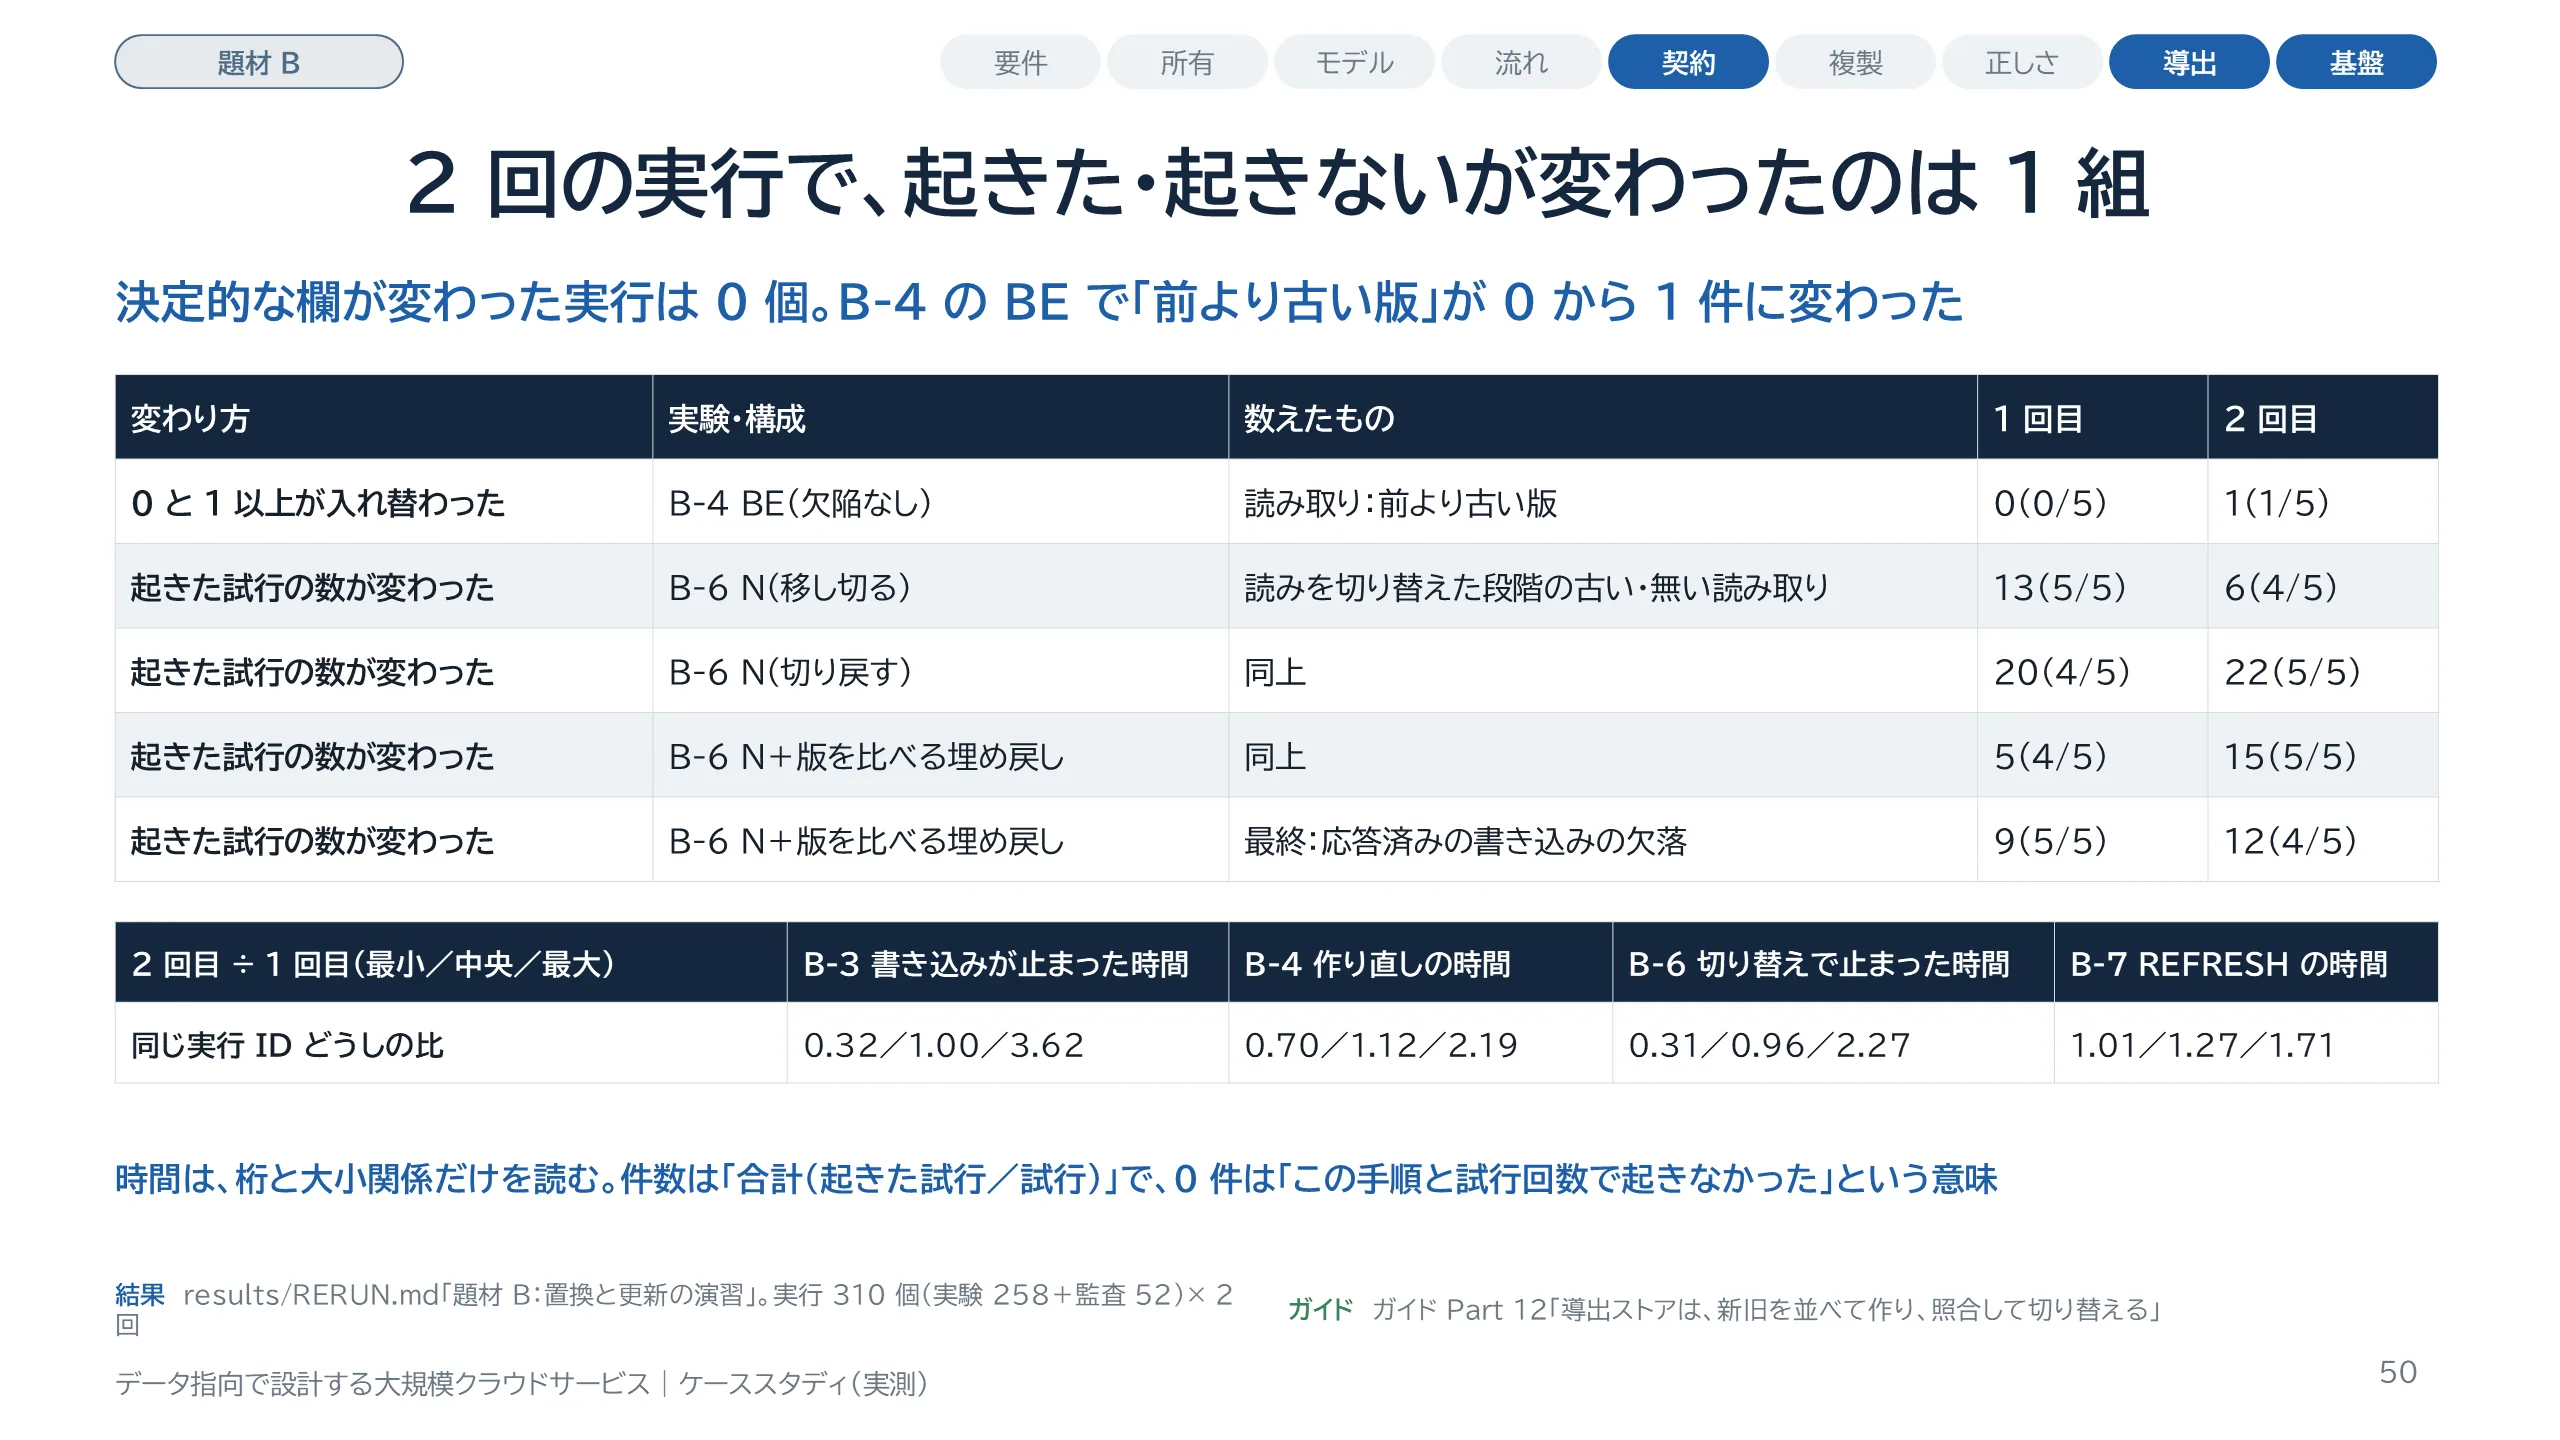 題材 B
要件 所有 モデル 流れ 契約 複製 正しさ 導出 基盤
2 回の実行で、起きた・起きないが変わったのは 1 組
決定的な欄が変わった実行は 0 個。B-4 の BE で「前より古い版」が 0 から 1 件に変わった
変わり方 実験・構成 数えたもの 1 回目 2 回目
0 と 1 以上が入れ替わった B-4 BE（欠陥なし） 読み取り：前より古い版 0（0/5） 1（1/5）
起きた試行の数が変わった B-6 N（移し切る） 読みを切り替えた段階の古い・無い読み取り 13（5/5） 6（4/5）
起きた試行の数が変わった B-6 N（切り戻す） 同上 20（4/5） 22（5/5）
起きた試行の数が変わった B-6 N＋版を比べる埋め戻し 同上 5（4/5） 15（5/5）
起きた試行の数が変わった B-6 N＋版を比べる埋め戻し 最終：応答済みの書き込みの欠落 9（5/5） 12（4/5）
2 回目 ÷ 1 回目（最小／中央／最大） B-3 書き込みが止まった時間 B-4 作り直しの時間 B-6 切り替えで止まった時間 B-7 REFRESH の時間
同じ実行 ID どうしの比 0.32／1.00／3.62 0.70／1.12／2.19 0.31／0.96／2.27 1.01／1.27／1.71
時間は、桁と大小関係だけを読む。件数は「合計（起きた試行／試行）」で、0 件は「この手順と試行回数で起きなかった」という意味
結果 results/RERUN.md「題材 B：置換と更新の演習」。実行 310 個（実験 258＋監査 52）× 2
回
ガイド ガイド Part 12「導出ストアは、新旧を並べて作り、照合して切り替える」
データ指向で設計する大規模クラウドサービス｜ケーススタディ（実測）
50